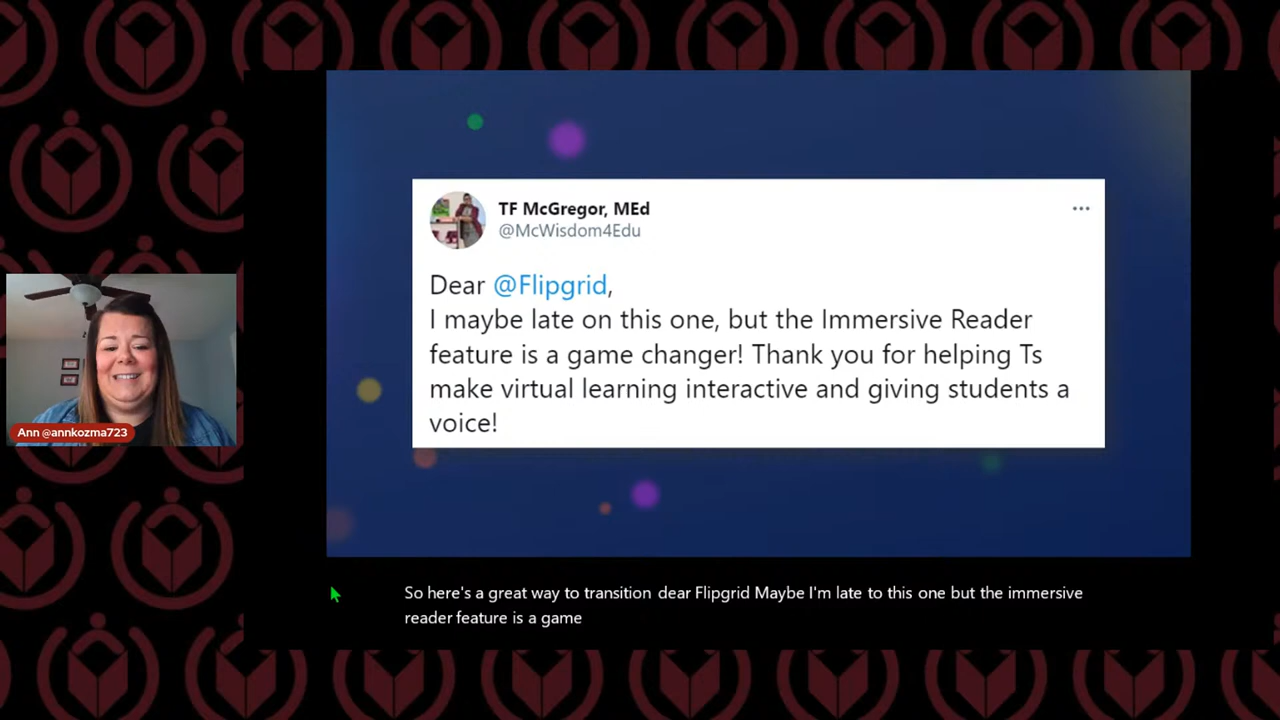 TF McGregor, MEd
@McWisdom4Edu
Dear @Flipgrid,
I maybe late on this one, but the Immersive Reader
feature is a game changer! Thank you for helping Ts
make virtual learning interactive and giving students a
voice!
Ann @annkozma723
So here's a great way to transition dear Flipgrid Maybe I'm late to this one but the immersive
reader feature is a game